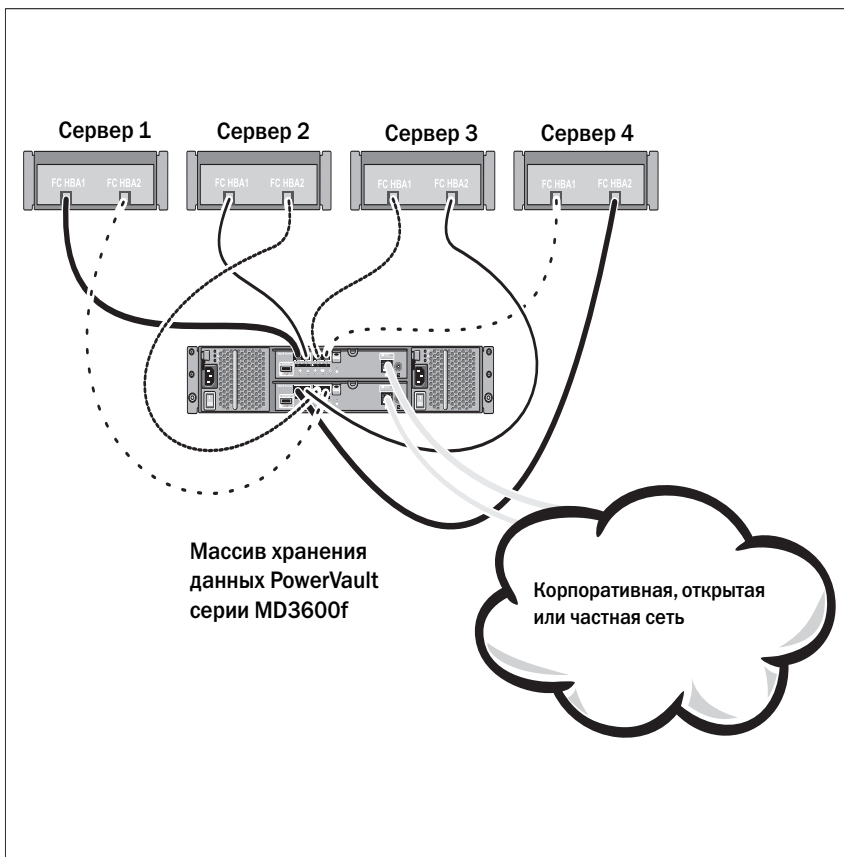 Сервер 1
Сервер 2
Сервер 3
Сервер 4
FC HBA1
FC HBA2
FC HBA1
FC HBA2
FC HBA1
FC HBA2
FC HBA1
FC HBA2
Массив хранения
данных PowerVault
серии MD3600f
Корпоративная, открытая
или частная сеть